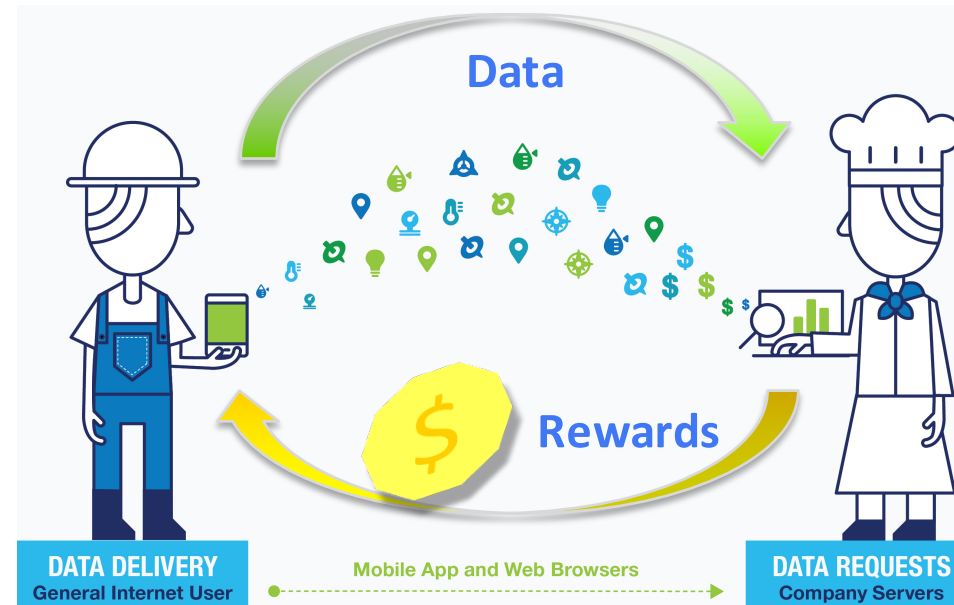 Data
$
$
$
$
$
$
Rewards
DATA DELIVERY
General Internet User
Mobile App and Web Browsers
DATA REQUESTS
Company Servers